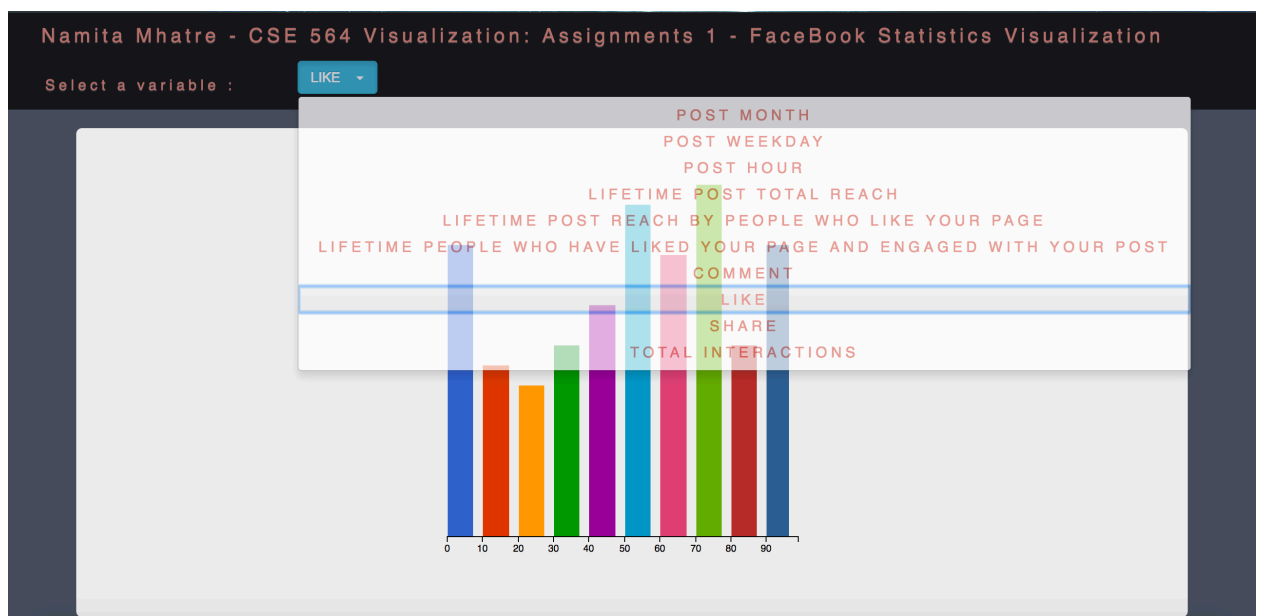 Namita Mhatre - CSE 564 Visualization: Assignments 1 - FaceBook Statistics Visualization
Select a variable :
LIKE
POST MONTH
POST WEEKDAY
POST HOUR
LIFETIME POST TOTAL REACH
LIFETIME POST REACH BY PEOPLE WHO LIKE YOUR PAGE
LIFETIME PEOPLE WHO HAVE LIKED YOUR PAGE AND ENGAGED WITH YOUR POST
COMMENT
LIKE
SHARE
TOTAL INTERACTIONS
0 10 20 30 40 50 60 70 80 90